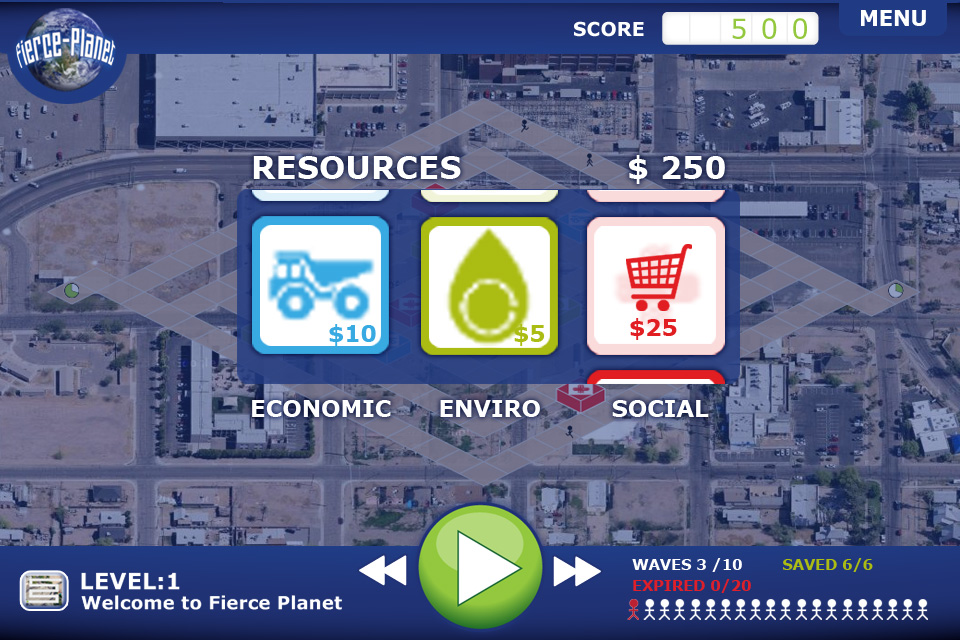 fierce-Planet
SCORE 500
MENU
RESOURCES $ 250
$10 $5 $25
ECONOMIC ENVIRO SOCIAL
LEVEL:1
Welcome to Fierce Planet
WAVES 3 /10 SAVED 6/6
EXPIRED 0/20